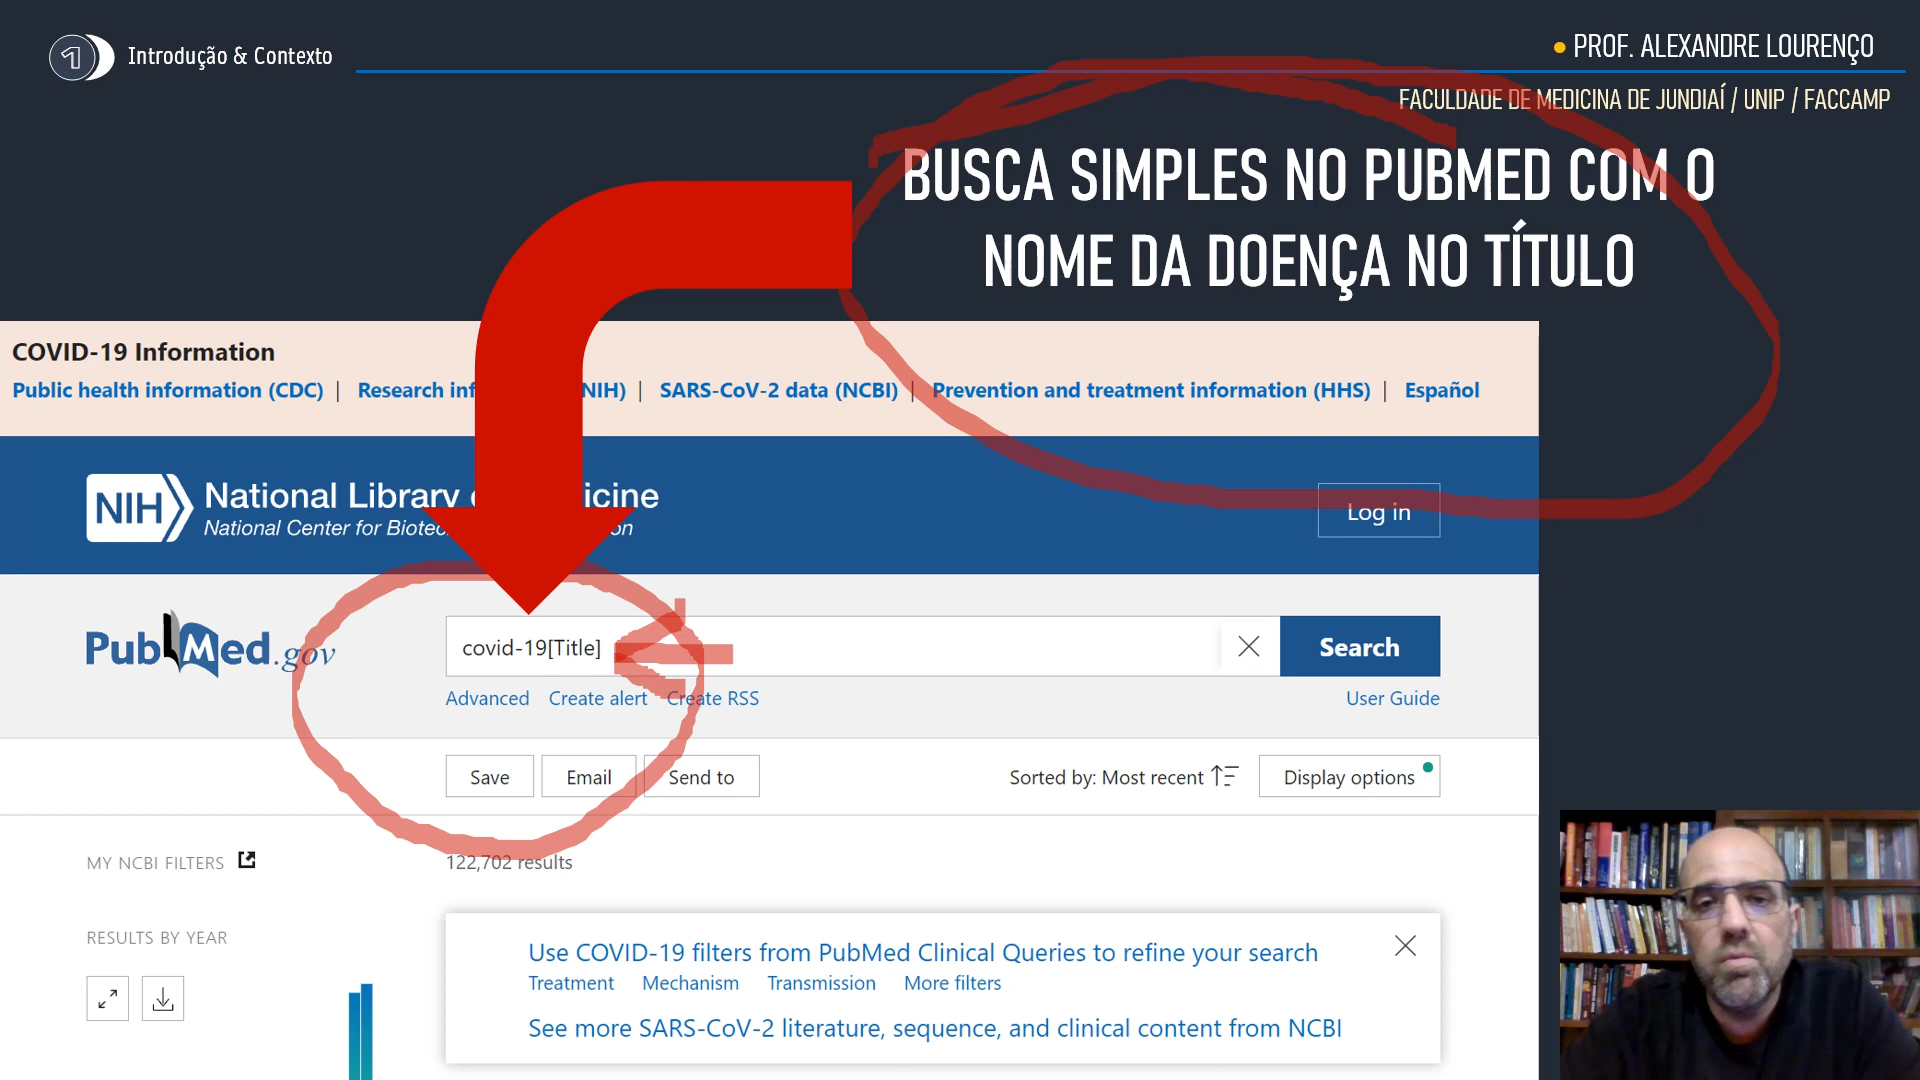 1 Introdução & Contexto
PROF. ALEXANDRE LOURENÇO
FACULDADE DE MEDICINA DE JUNDIAÍ / UNIP / FACCAMP
BUSCA SIMPLES NO PUBMED COM O
NOME DA DOENÇA NO TÍTULO
COVID-19 Information
Public health information (CDC) | Research NIH) | SARS-CoV-2 data (NCBI) | Prevention and treatment information (HHS) | Español
NIH National Library icine
National Center for
Log in
PubMed.gov
covid-19[Title]
Search
Advanced Create alert Create RSS
User Guide
Save Email Send to
Sorted by: Most recent
Display options
MY NCBI FILTERS
122,702 results
RESULTS BY YEAR
Use COVID-19 filters from PubMed Clinical Queries to refine your search
Treatment Mechanism Transmission More filters
See more SARS-CoV-2 literature, sequence, and clinical content from NCBI